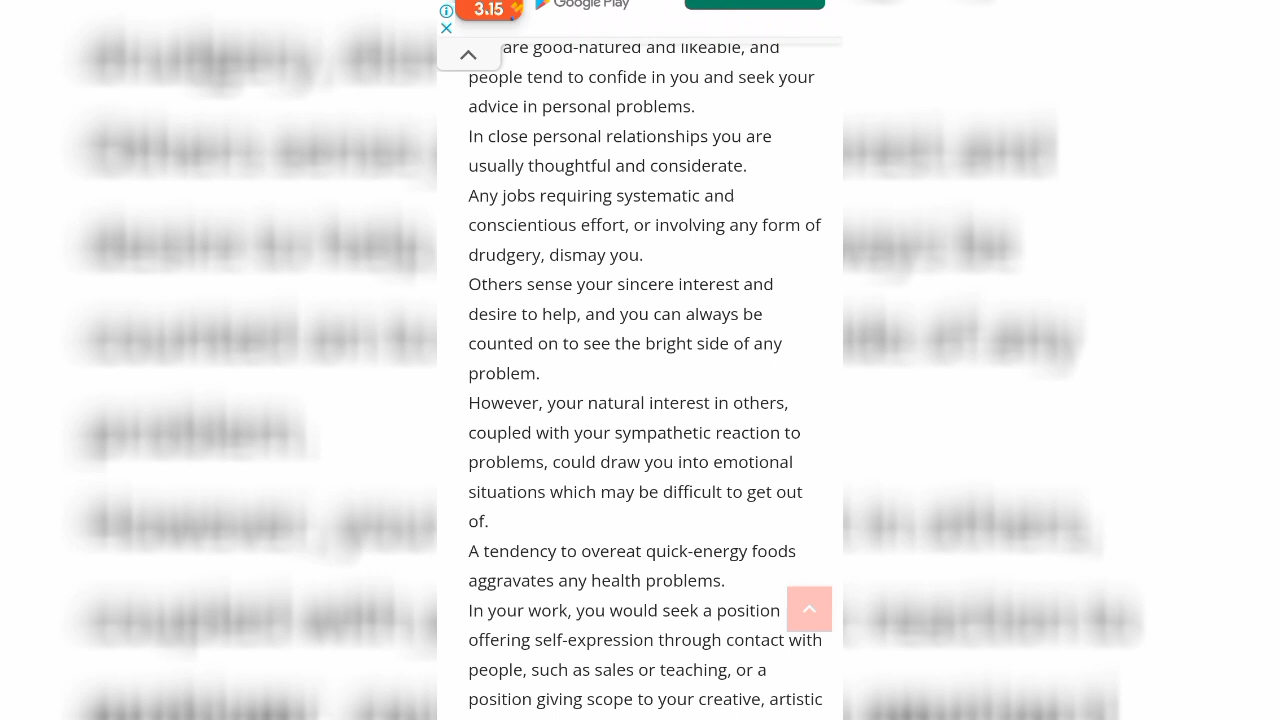 3.15
Google Play
are good-natured and likeable, and
people tend to confide in you and seek your
advice in personal problems.
In close personal relationships you are
usually thoughtful and considerate.
Any jobs requiring systematic and
conscientious effort, or involving any form of
drudgery, dismay you.
Others sense your sincere interest and
desire to help, and you can always be
counted on to see the bright side of any
problem.
However, your natural interest in others,
coupled with your sympathetic reaction to
problems, could draw you into emotional
situations which may be difficult to get out
of.
A tendency to overeat quick-energy foods
aggravates any health problems.
In your work, you would seek a position
offering self-expression through contact with
people, such as sales or teaching, or a
position giving scope to your creative, artistic